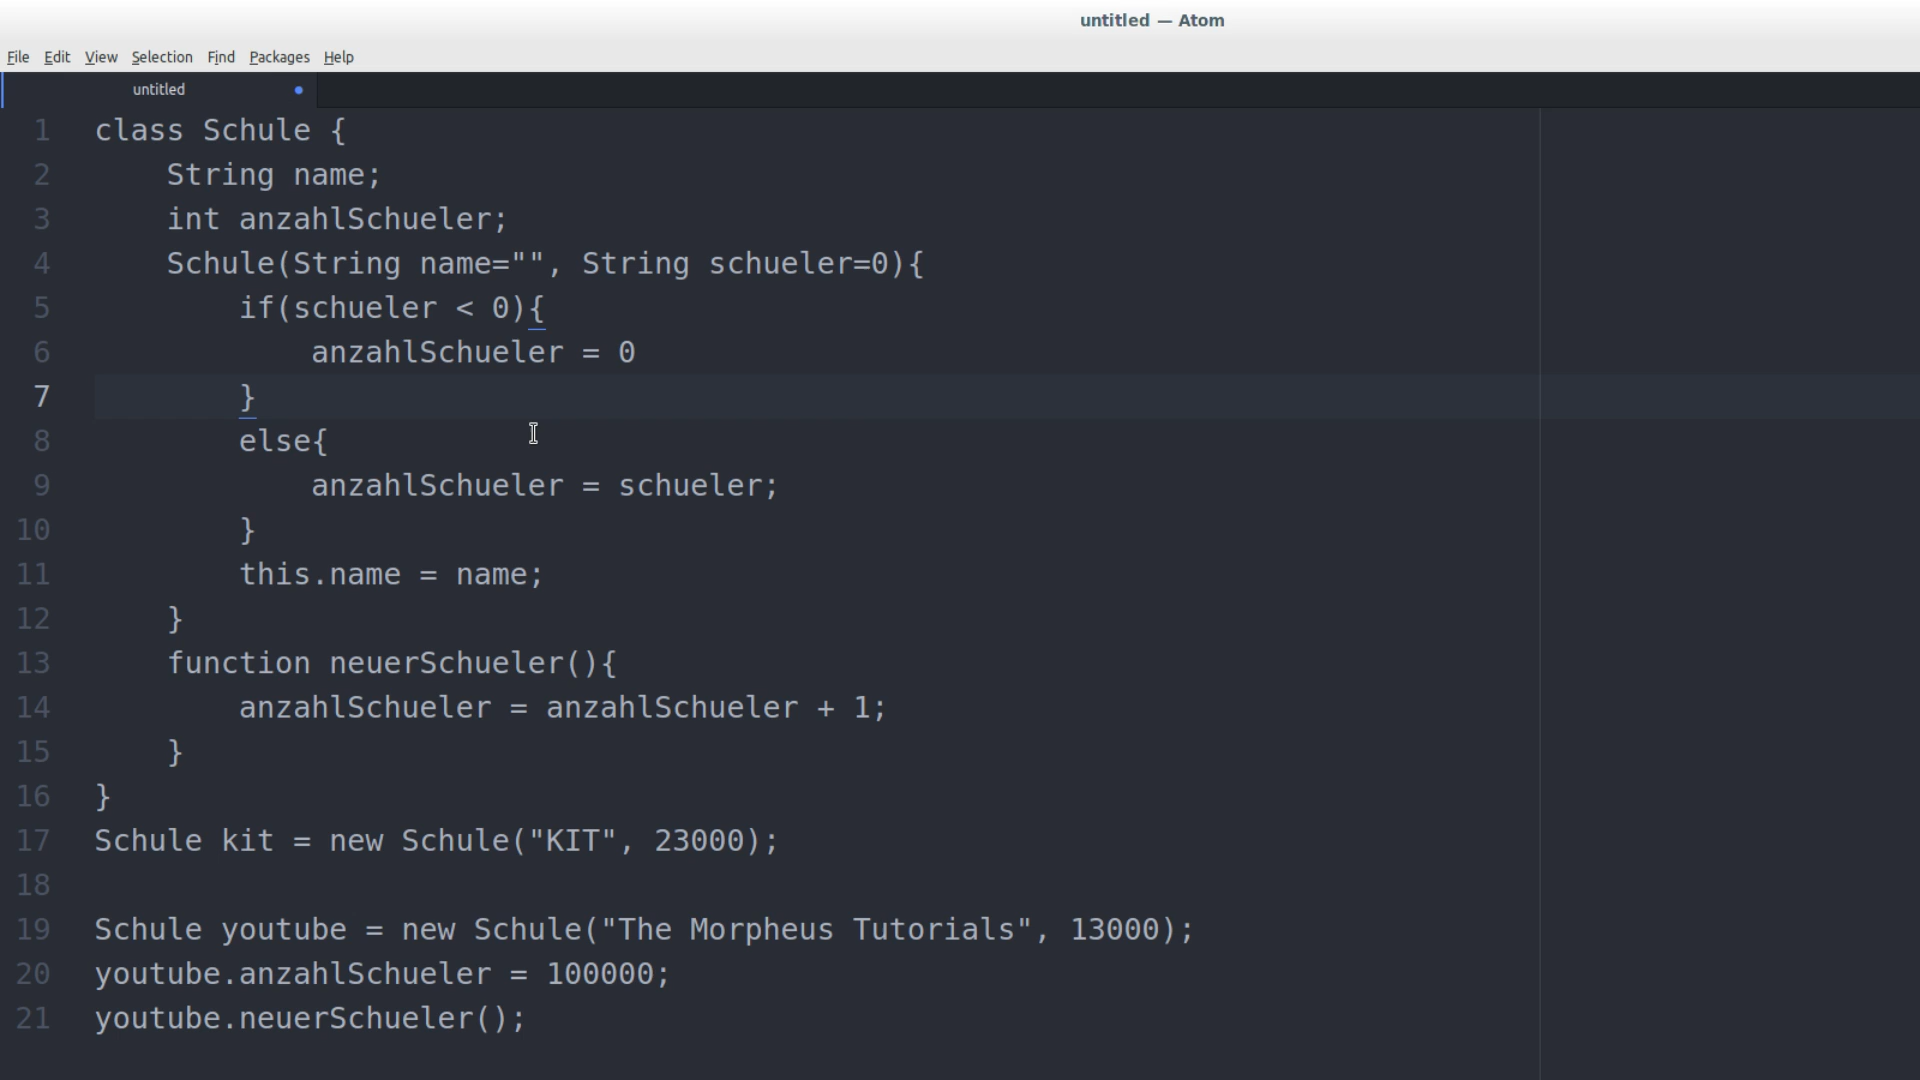 untitled — Atom
File Edit View Selection Find Packages Help
untitled
1 class Schule {
2 String name;
3 int anzahlSchueler;
4 Schule(String name="", String schueler=0){
5 if(schueler < 0){
6 anzahlSchueler = 0
7 }
8 else{
9 anzahlSchueler = schueler;
10 }
11 this.name = name;
12 }
13 function neuerSchueler(){
14 anzahlSchueler = anzahlSchueler + 1;
15 }
16 }
17 Schule kit = new Schule("KIT", 23000);
18
19 Schule youtube = new Schule("The Morpheus Tutorials", 13000);
20 youtube.anzahlSchueler = 100000;
21 youtube.neuerSchueler();